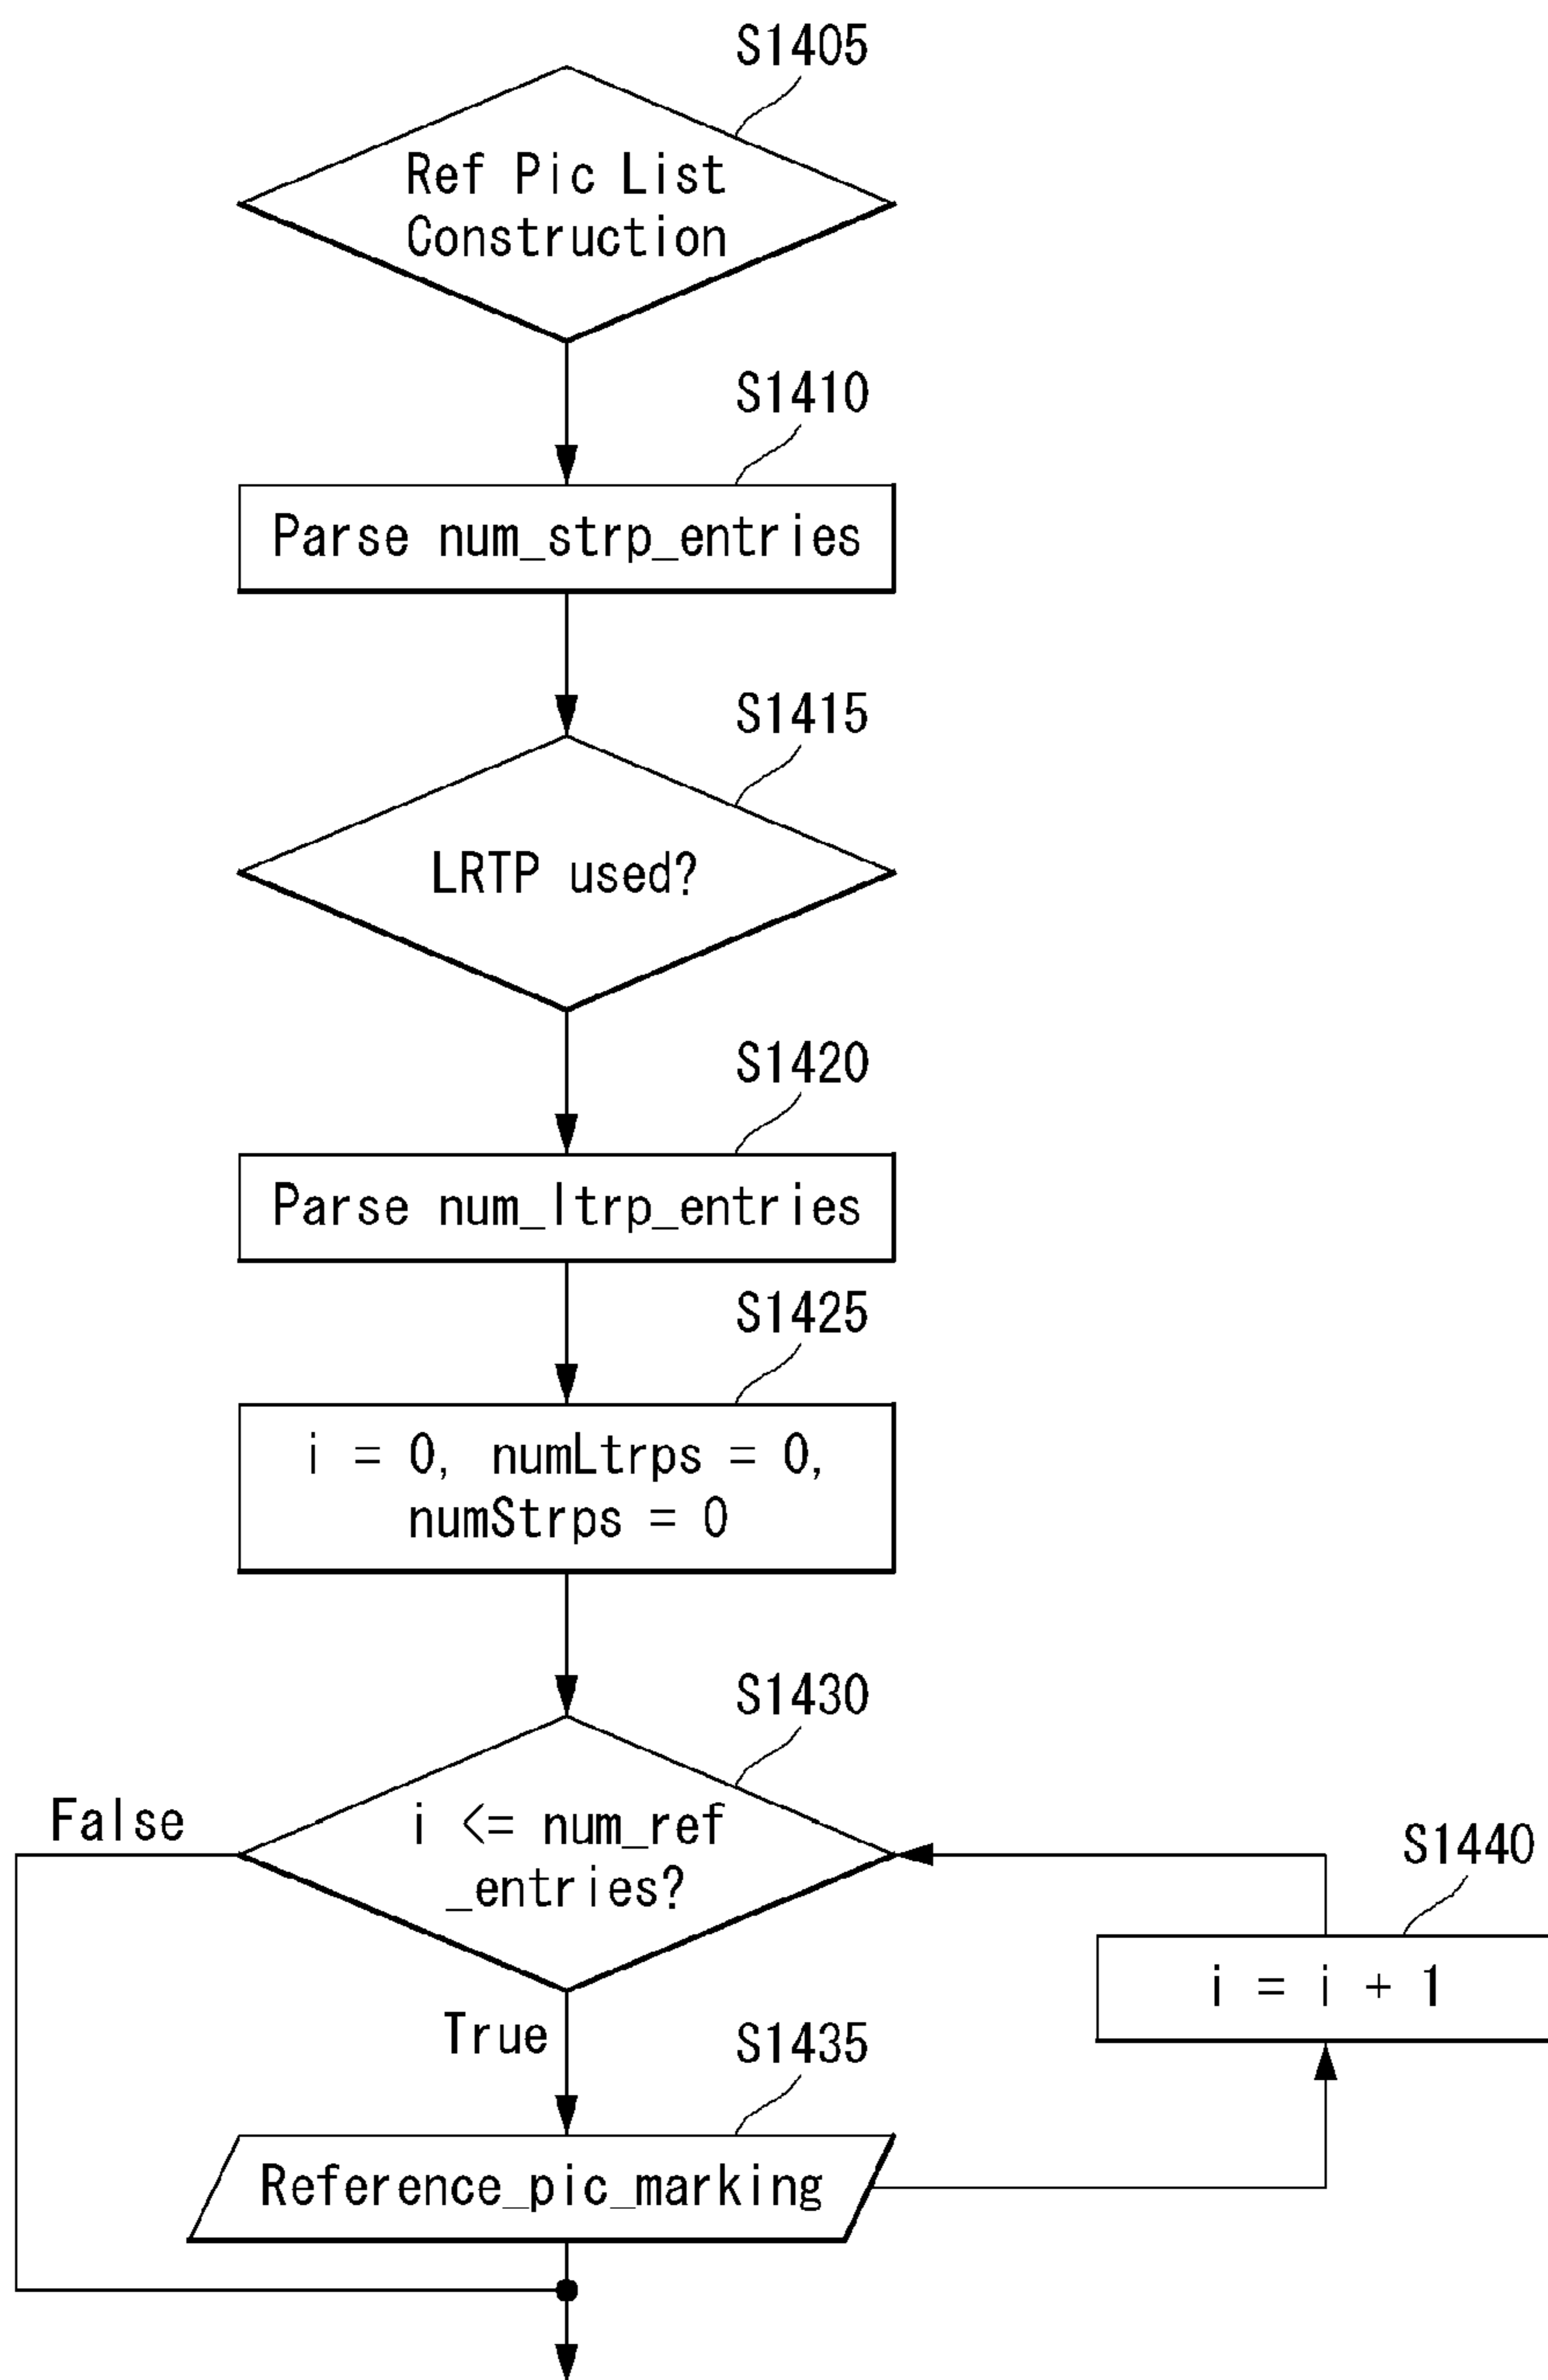 S1405
Ref Pic List
Construction
S1410
Parse num_strp_entries
S1415
LRTP used?
S1420
Parse num_ltrp_entries
S1425
i = 0, numLtrps = 0,
numStrps = 0
S1430
False
i <= num_ref
_entries?
S1440
i = i + 1
True
S1435
Reference_pic_marking